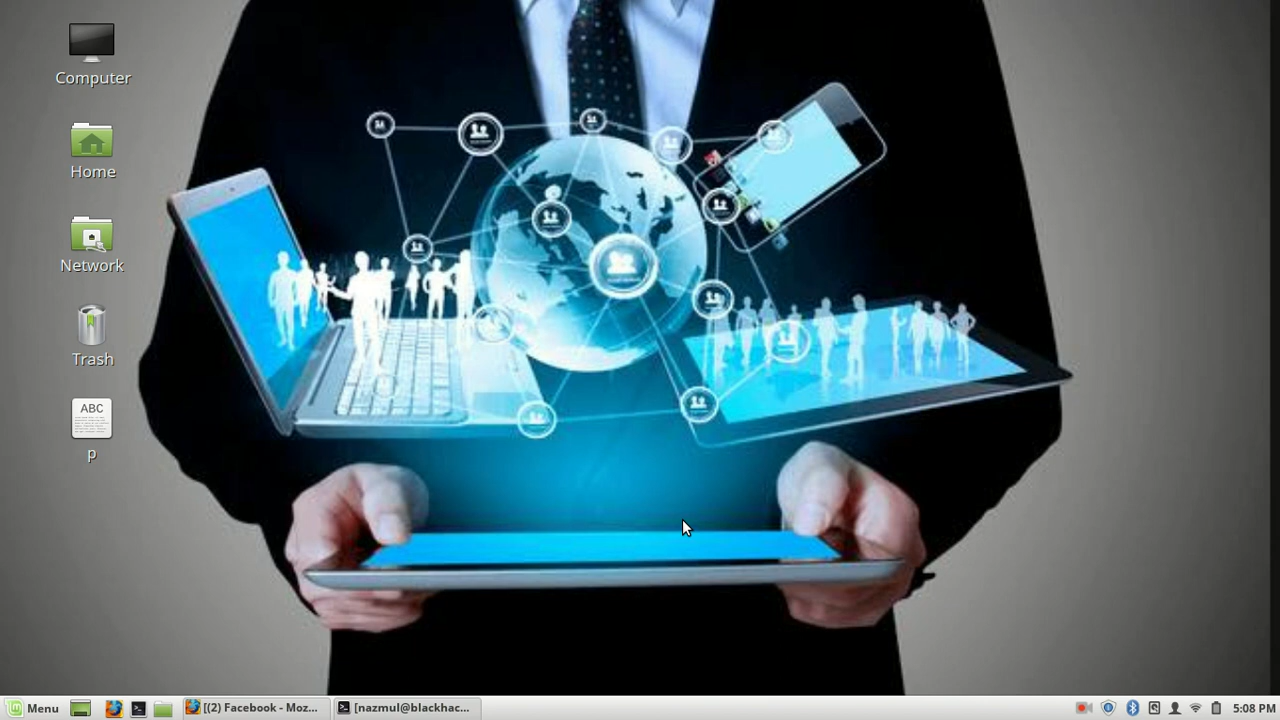 Computer
Home
Network
Trash
ABC
p
Menu
[(2) Facebook - Moz...
[nazmul@blackhac...
5:08 PM